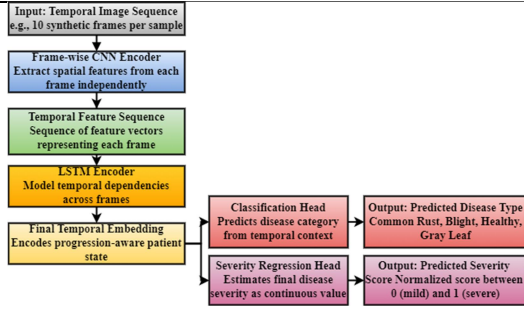 Input: Temporal Image Sequence
e.g., 10 synthetic frames per sample
Frame-wise CNN Encoder
Extract spatial features from each
frame independently
Temporal Feature Sequence
Sequence of feature vectors
representing each frame
LSTM Encoder
Model temporal dependencies
across frames
Final Temporal Embedding
Encodes progression-aware patient
state
Classification Head
Predicts disease category
from temporal context
Output: Predicted Disease Type
Common Rust, Blight, Healthy,
Gray Leaf
Severity Regression Head
Estimates final disease
severity as continuous value
Output: Predicted Severity
Score Normalized score between
0 (mild) and 1 (severe)